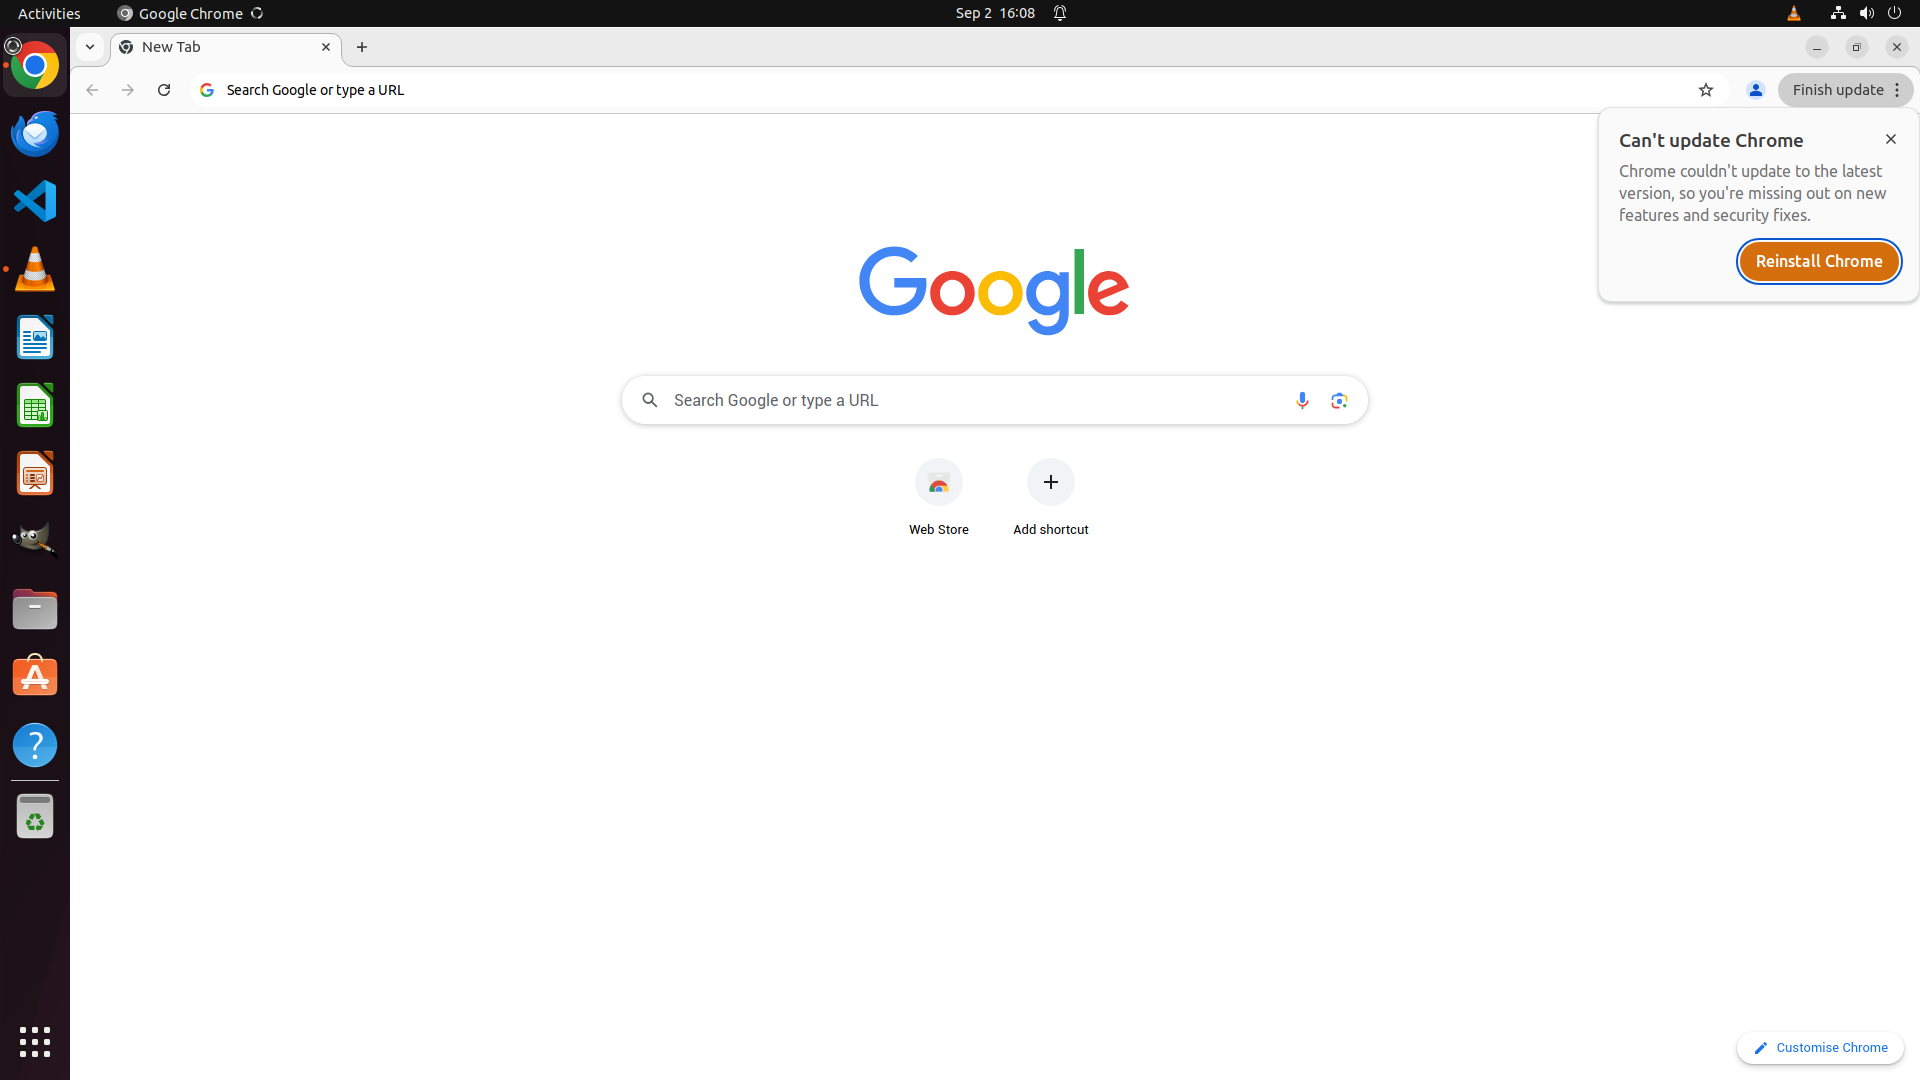 Activities
Google Chrome
Sep 2 16:08
New Tab
Search Google or type a URL
Finish update
Can't update Chrome
Chrome couldn't update to the latest
version, so you're missing out on new
features and security fixes.
Reinstall Chrome
Google
Search Google or type a URL
Web Store
Add shortcut
Customise Chrome